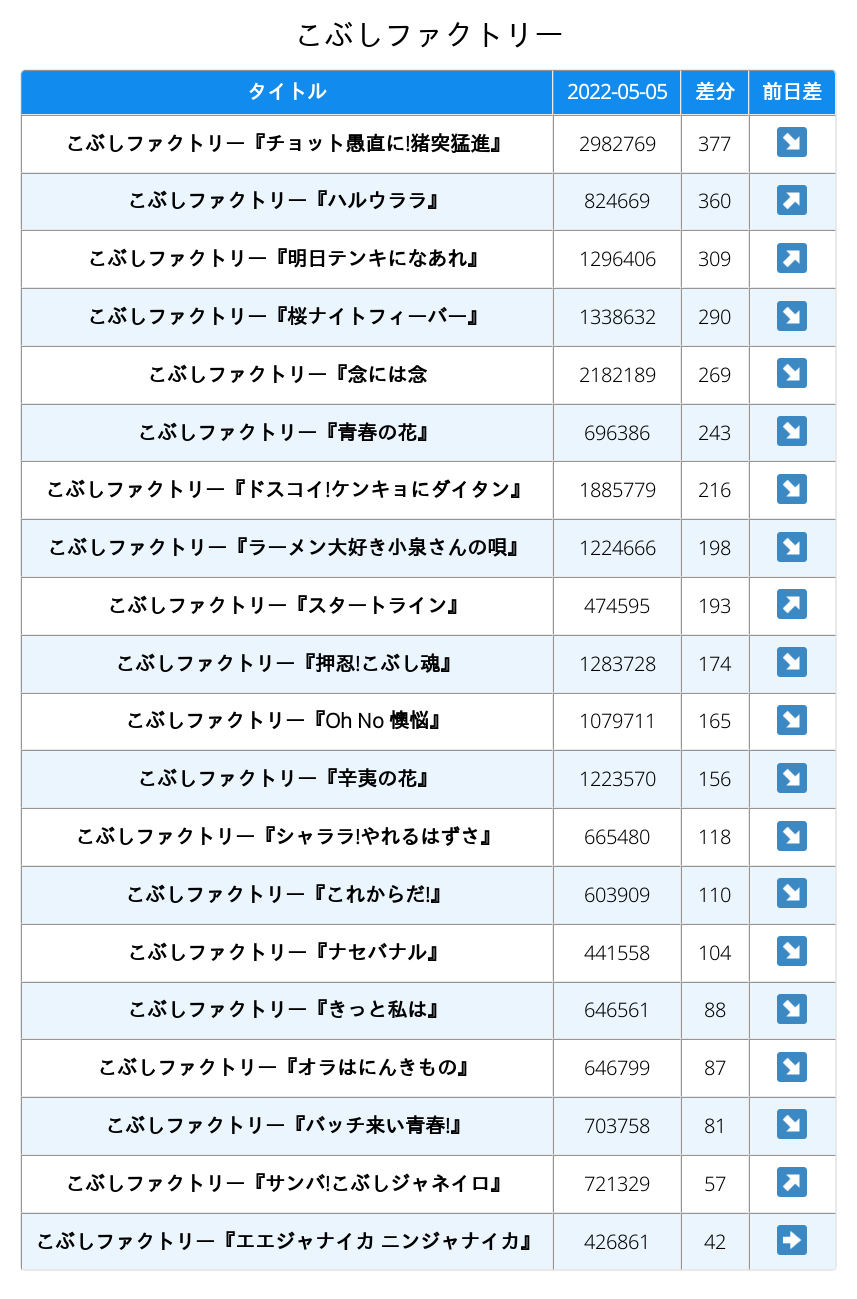 こぶしファクトリー
タイトル 2022-05-05 差分 前日差
こぶしファクトリー『チョット愚直に!猪突猛進』 2982769 377
こぶしファクトリー『ハルウララ』 824669 360
こぶしファクトリー『明日テンキになあれ』 1296406 309
こぶしファクトリー『桜ナイトフィーバー』 1338632 290
こぶしファクトリー『念には念 2182189 269
こぶしファクトリー『青春の花』 696386 243
こぶしファクトリー『ドスコイ!ケンキョにダイタン』 1885779 216
こぶしファクトリー『ラーメン大好き小泉さんの唄』 1224666 198
こぶしファクトリー『スタートライン』 474595 193
こぶしファクトリー『押忍!こぶし魂』 1283728 174
こぶしファクトリー『Oh No 懊悩』 1079711 165
こぶしファクトリー『辛夷の花』 1223570 156
こぶしファクトリー『シャララ!やれるはずさ』 665480 118
こぶしファクトリー『これからだ!』 603909 110
こぶしファクトリー『ナセバナル』 441558 104
こぶしファクトリー『きっと私は』 646561 88
こぶしファクトリー『オラはにんきもの』 646799 87
こぶしファクトリー『バッチ来い青春!』 703758 81
こぶしファクトリー『サンバ!こぶしジャネイロ』 721329 57
こぶしファクトリー『エエジャナイカ ニンジャナイカ』 426861 42